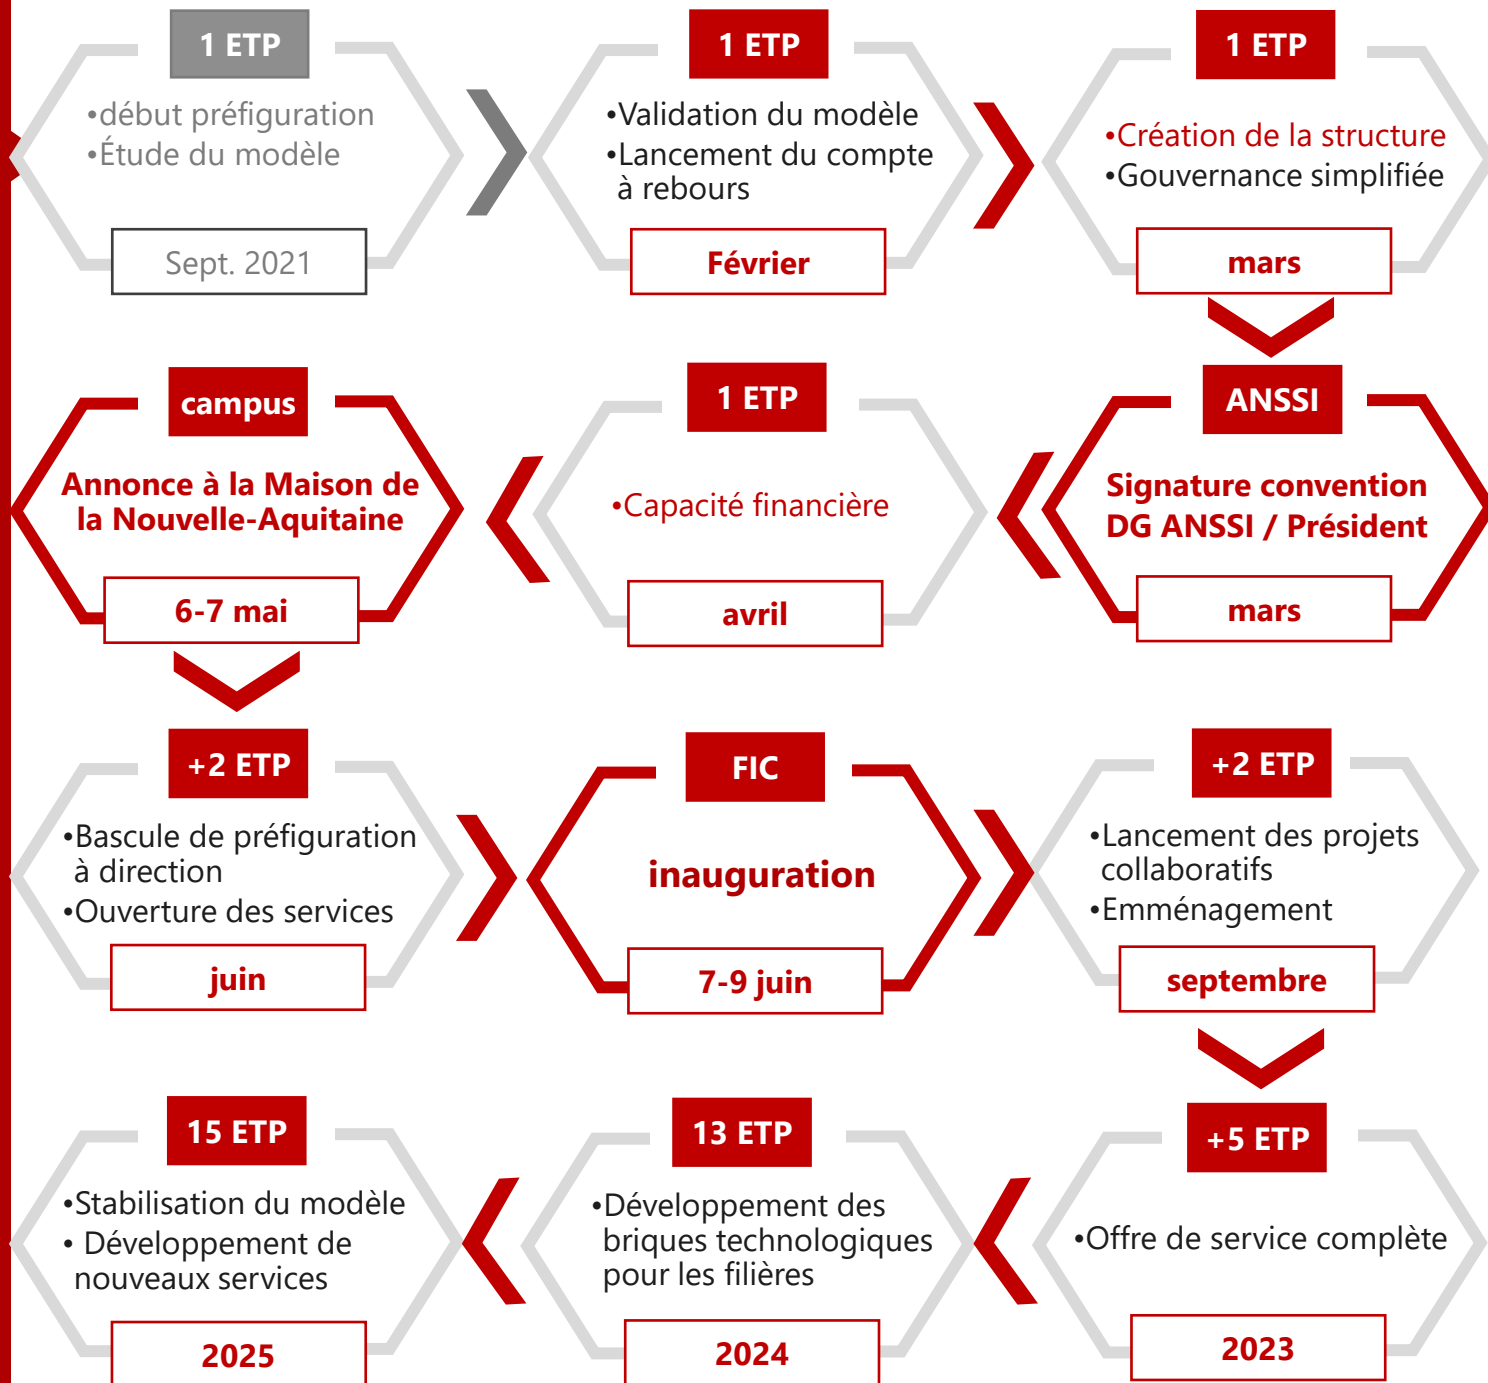 1 ETP
•début préfiguration
•Étude du modèle
Sept. 2021
1 ETP
•Validation du modèle
•Lancement du compte
à rebours
Février
1 ETP
•Création de la structure
•Gouvernance simplifiée
mars
ANSSI
Signature convention
DG ANSSI / Président
mars
1 ETP
•Capacité financière
avril
campus
Annonce à la Maison de
la Nouvelle-Aquitaine
6-7 mai
+2 ETP
•Bascule de préfiguration
à direction
•Ouverture des services
juin
FIC
inauguration
7-9 juin
+2 ETP
•Lancement des projets
collaboratifs
•Emménagement
septembre
+5 ETP
•Offre de service complète
2023
13 ETP
•Développement des
briques technologiques
pour les filières
2024
15 ETP
•Stabilisation du modèle
• Développement de
nouveaux services
2025